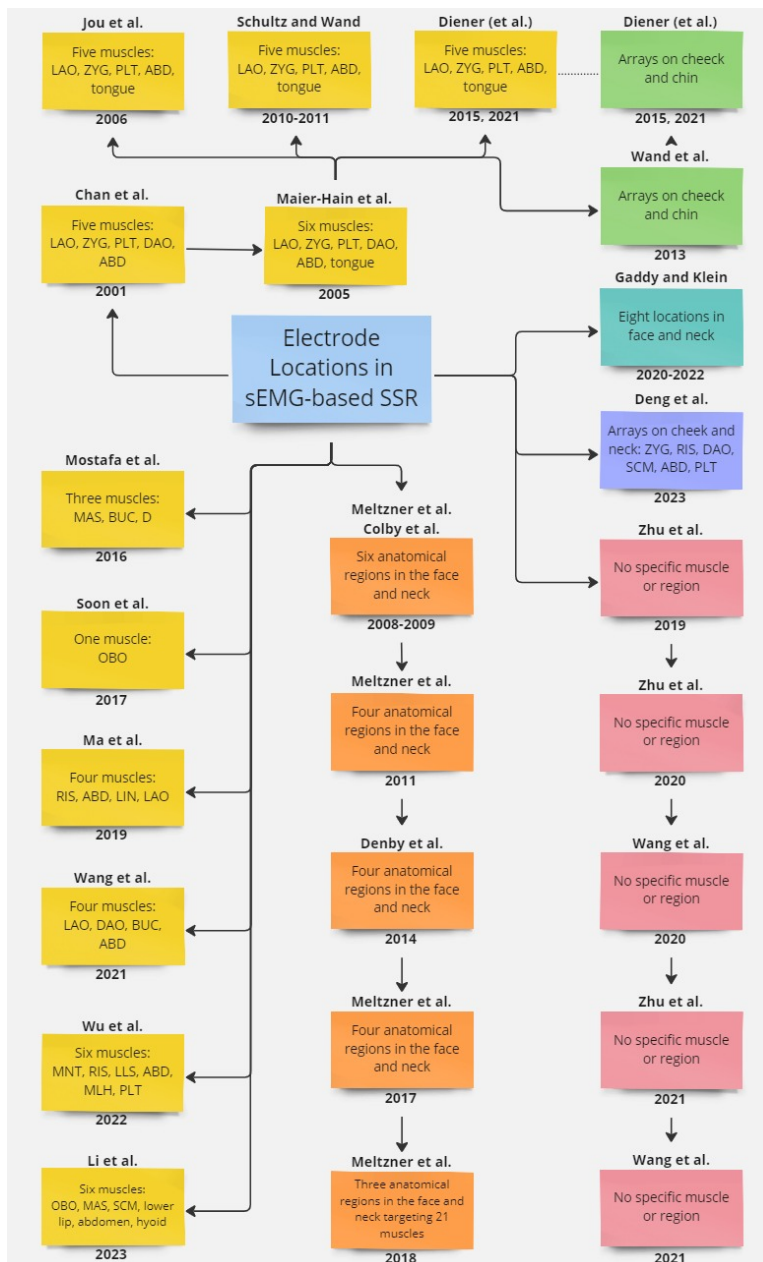 Jou et al.
Five muscles:
LAO, ZYG, PLT, ABD,
tongue
2006
Schultz and Wand
Five muscles:
LAO, ZYG, PLT, ABD,
tongue
2010-2011
Diener (et al.)
Five muscles:
LAO, ZYG, PLT, ABD,
tongue
2015, 2021
Diener (et al.)
Arrays on cheeck
and chin
2015, 2021
Chan et al.
Five muscles:
LAO, ZYG, PLT, DAO,
ABD
2001
Maier-Hain et al.
Six muscles:
LAO, ZYG, PLT, DAO,
ABD, tongue
2005
Wand et al.
Arrays on cheeck
and chin
2013
Electrode
Locations in
sEMG-based SSR
Gaddy and Klein
Eight locations in
face and neck
2020-2022
Deng et al.
Arrays on cheek and
neck: ZYG, RIS, DAO,
SCM, ABD, PLT
2023
Mostafa et al.
Three muscles:
MAS, BUC, D
2016
Soon et al.
One muscle:
OBO
2017
Ma et al.
Four muscles:
RIS, ABD, LIN, LAO
2019
Wang et al.
Four muscles:
LAO, DAO, BUC,
ABD
2021
Wu et al.
Six muscles:
MNT, RIS, LLS, ABD,
MLH, PLT
2022
Li et al.
Six muscles:
OBO, MAS, SCM, lower
lip, abdomen, hyoid
2023
Meltzner et al.
Colby et al.
Six anatomical
regions in the face
and neck
2008-2009
Meltzner et al.
Four anatomical
regions in the face
and neck
2011
Denby et al.
Four anatomical
regions in the face
and neck
2014
Meltzner et al.
Four anatomical
regions in the face
and neck
2017
Meltzner et al.
Three anatomical
regions in the face and
neck targeting 21
muscles
2018
Zhu et al.
No specific muscle
or region
2019
Zhu et al.
No specific muscle
or region
2020
Wang et al.
No specific muscle
or region
2020
Zhu et al.
No specific muscle
or region
2021
Wang et al.
No specific muscle
or region
2021